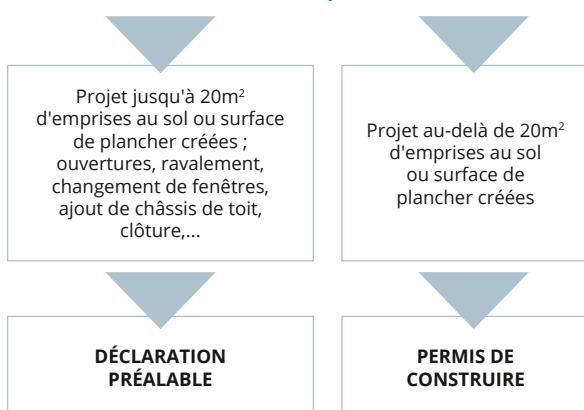 Projet jusqu'à 20m²
d'emprises au sol ou surface
de plancher créées ;
ouvertures, ravalement,
changement de fenêtres,
ajout de châssis de toit,
clôture,...
Projet au-delà de 20m²
d'emprises au sol
ou surface de
plancher créées
DÉCLARATION
PRÉALABLE
PERMIS DE
CONSTRUIRE